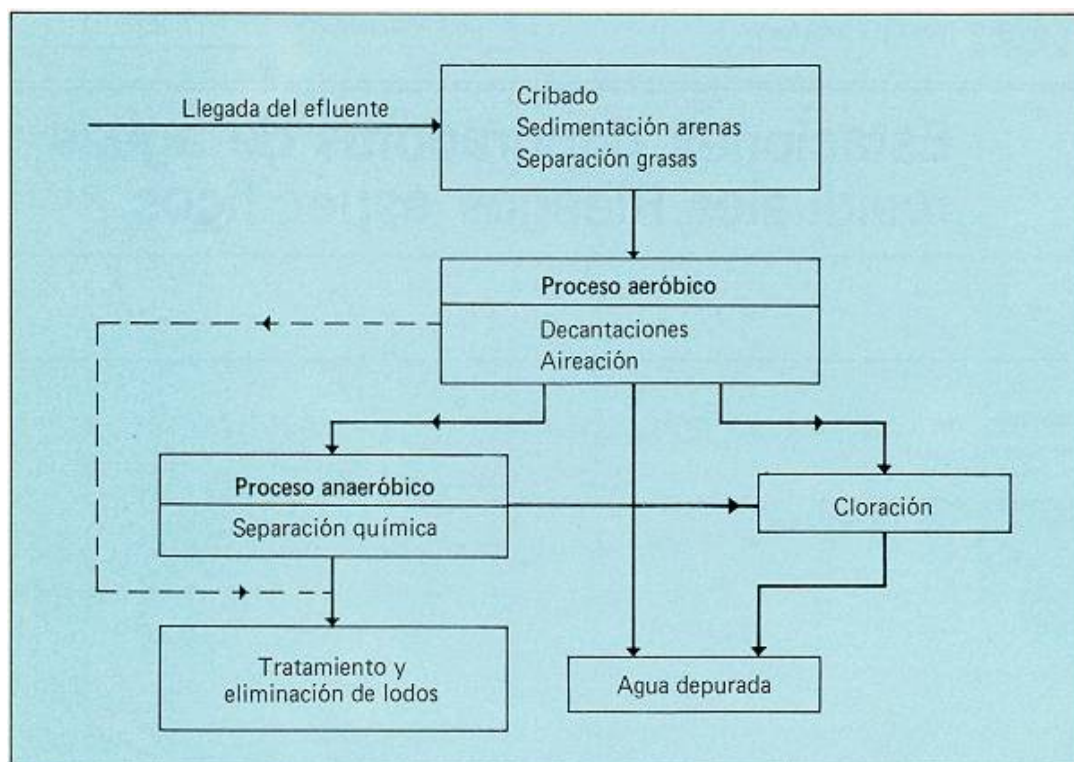 Llegada del efluente
Cribado
Sedimentación arenas
Separación grasas
Proceso aeróbico
Decantaciones
Aireación
Proceso anaeróbico
Separación química
Cloración
Tratamiento y
eliminación de lodos
Agua depurada